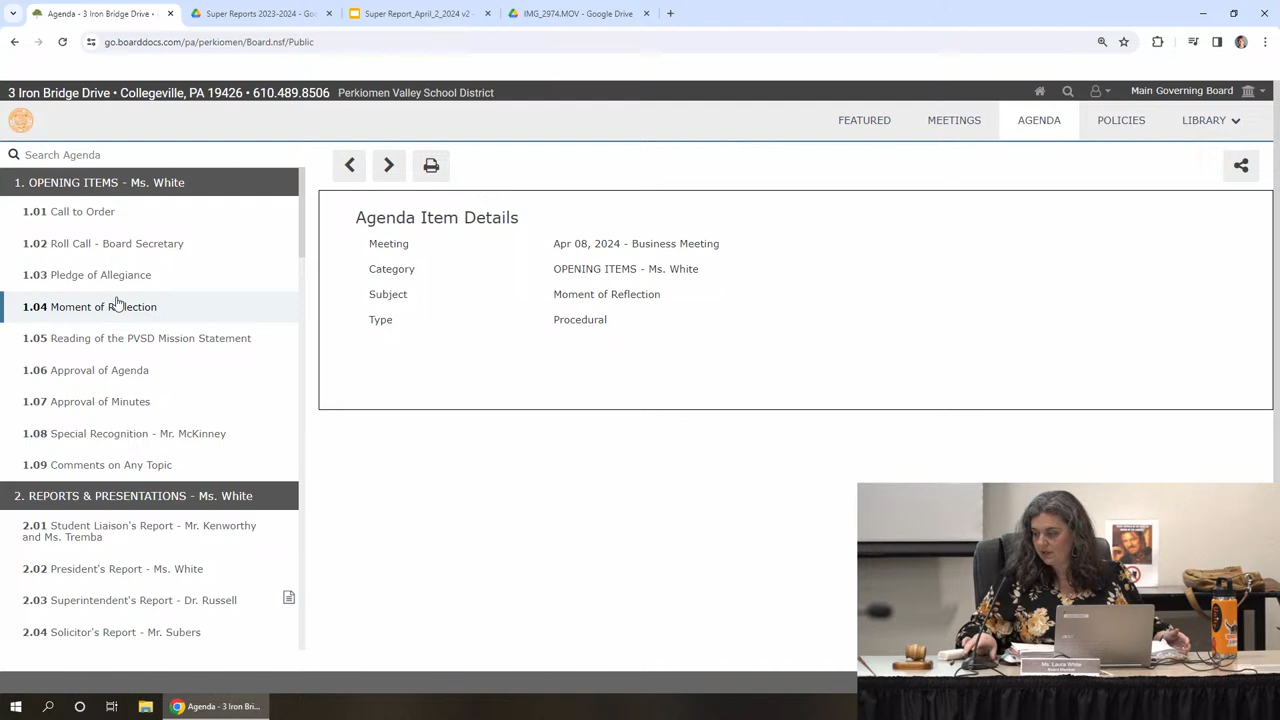 Agenda - 3 Iron Bridge Drive •
Super Reports 2023-2024 - Goo
Super Report_April_2_2024 v2 -
IMG_2974.MOV - Google Drive
go.boarddocs.com/pa/perkiomen/Board.nsf/Public
3 Iron Bridge Drive • Collegeville, PA 19426 • 610.489.8506 Perkiomen Valley School District
Main Governing Board
FEATURED
MEETINGS
AGENDA
POLICIES
LIBRARY
Search Agenda
1. OPENING ITEMS - Ms. White
1.01 Call to Order
1.02 Roll Call - Board Secretary
1.03 Pledge of Allegiance
1.04 Moment of Reflection
1.05 Reading of the PVSD Mission Statement
1.06 Approval of Agenda
1.07 Approval of Minutes
1.08 Special Recognition - Mr. McKinney
1.09 Comments on Any Topic
2. REPORTS & PRESENTATIONS - Ms. White
2.01 Student Liaison's Report - Mr. Kenworthy
and Ms. Tremba
2.02 President's Report - Ms. White
2.03 Superintendent's Report - Dr. Russell
2.04 Solicitor's Report - Mr. Subers
Agenda Item Details
Meeting Apr 08, 2024 - Business Meeting
Category OPENING ITEMS - Ms. White
Subject Moment of Reflection
Type Procedural
Ms. Laura White
Board Member
Agenda - 3 Iron Bri...